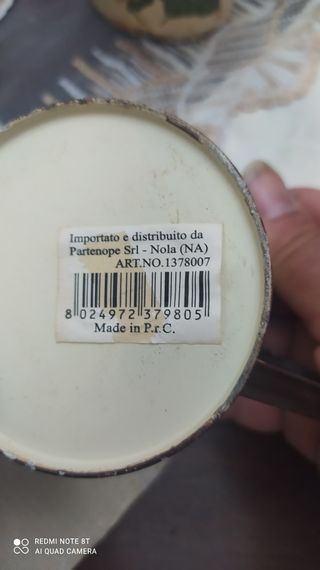 Importato e distribuito da
Partenope Srl - Nola (NA)
ART.NO.1378007
8 024972 379805
Made in P.r.C.
REDMI NOTE 8T
AI QUAD CAMERA